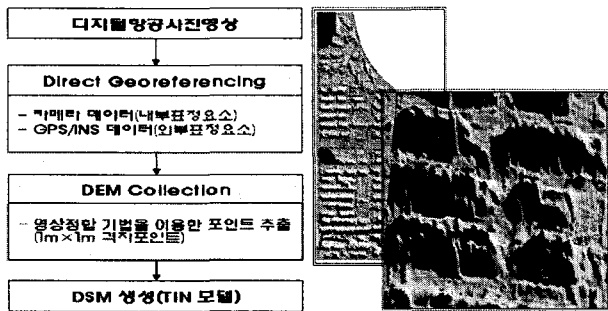 디지털항공사진영상
Direct Georeferencing
- 카메라 데이터(내부표정요소)
- GPS/INS 데이터(외부표정요소)
DEM Collection
- 영상정합 기법을 이용한 포인트 추출
(1m×1m 격자포인트)
DSM 생성(TIN 모델)